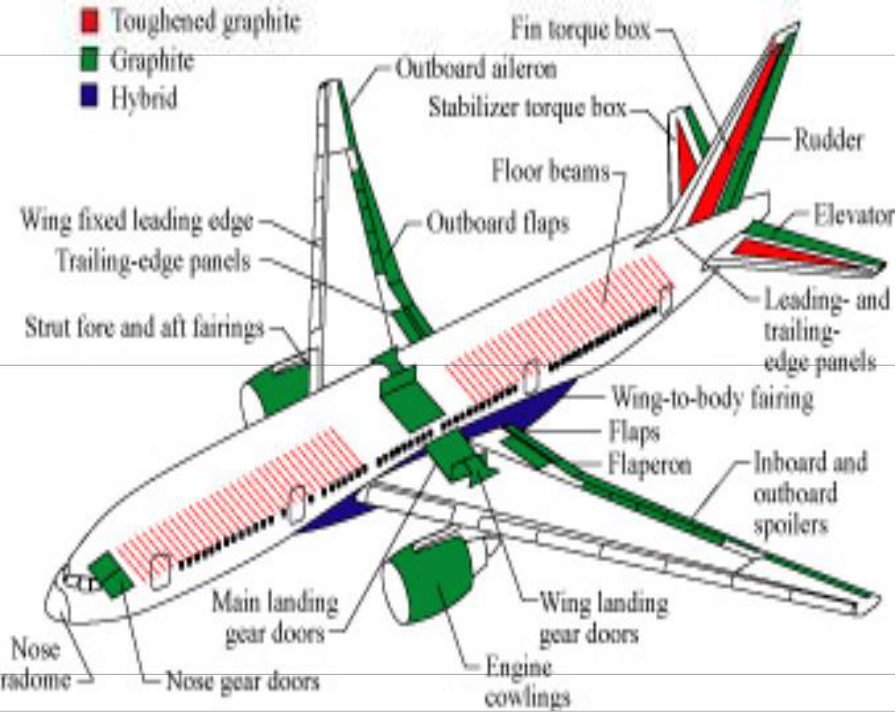 Toughened graphite
Graphite
Hybrid
Fin torque box
Outboard aileron
Stabilizer torque box
Rudder
Floor beams
Wing fixed leading edge
Outboard flaps
Elevator
Trailing-edge panels
Strut fore and aft fairings
Leading- and
trailing-
edge panels
Wing-to-body fairing
Flaps
Flaperon
Inboard and
outboard
spoilers
Main landing
gear doors
Wing landing
gear doors
Nose
radome
Nose gear doors
Engine
cowlings